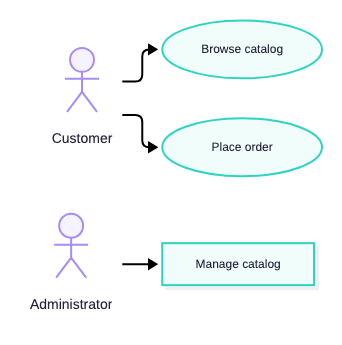 Browse catalog
Customer
Place order
Administrator
Manage catalog